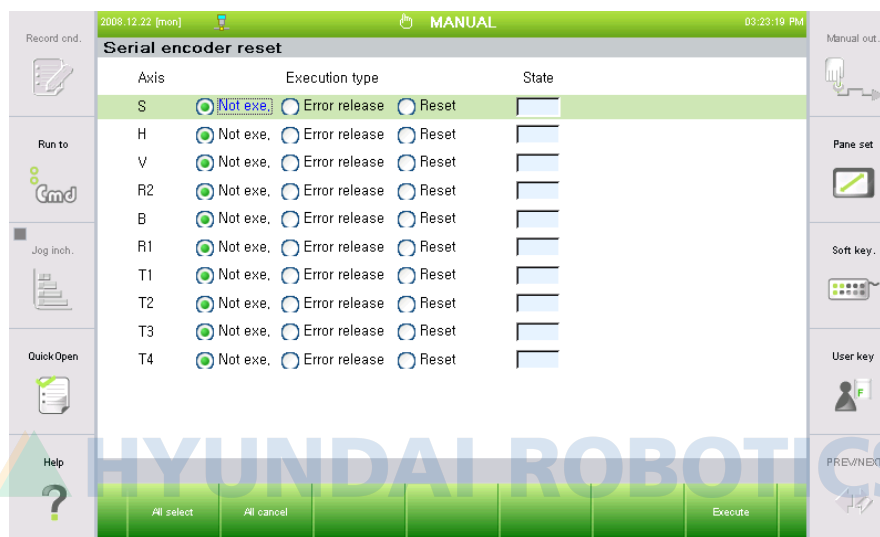 2008.12.22 [mon] MANUAL 03:23:19 PM
Serial encoder reset
Axis Execution type State
S Not exe, Error release Reset
H Not exe, Error release Reset
V Not exe, Error release Reset
R2 Not exe, Error release Reset
B Not exe, Error release Reset
R1 Not exe, Error release Reset
T1 Not exe, Error release Reset
T2 Not exe, Error release Reset
T3 Not exe, Error release Reset
T4 Not exe, Error release Reset
Record cnd.
Run to
Cmd
Jog inch.
QuickOpen
Help
?
Manual out.
Pane set
Soft key.
User key
F
PREV/NEXT
HYUNDAI ROBOTICS
All select All cancel Execute